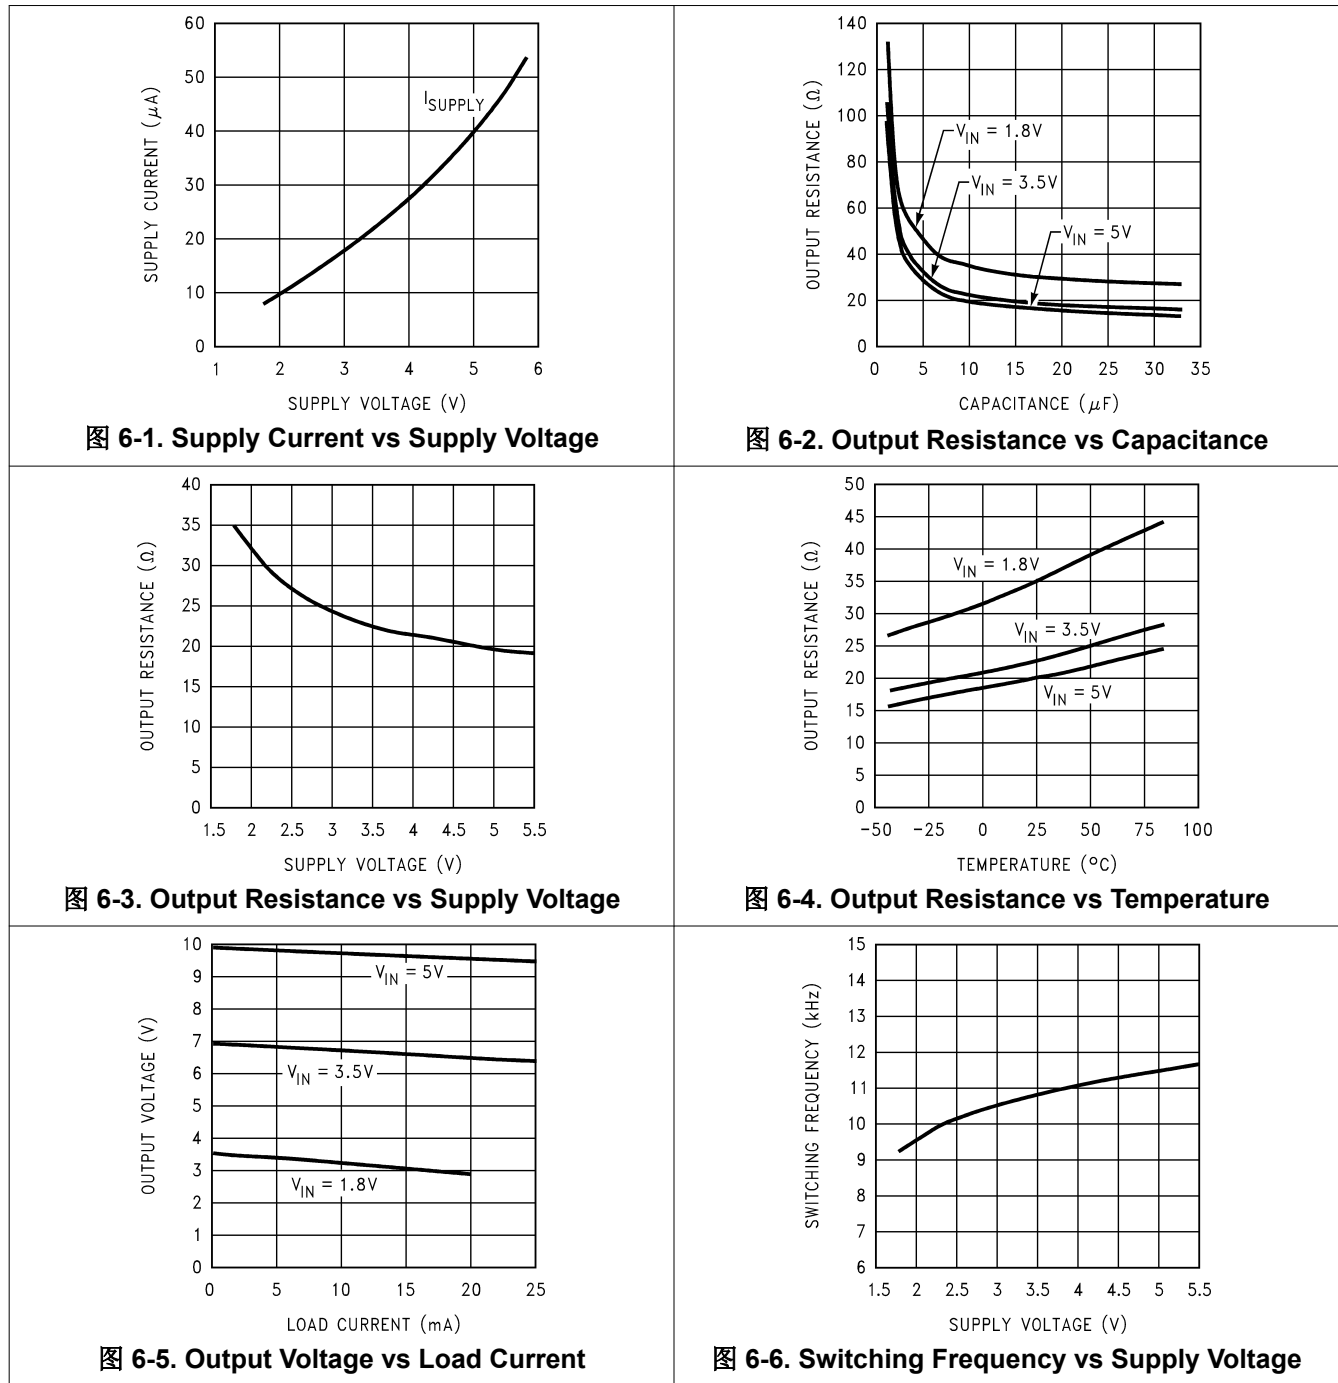 60
50
40
30
20
10
0
SUPPLY CURRENT (μA)
ISUPPLY
1 2 3 4 5 6
SUPPLY VOLTAGE (V)
图 6-1. Supply Current vs Supply Voltage
140
120
100
80
60
40
20
0
OUTPUT RESISTANCE (Ω)
VIN = 1.8V
VIN = 3.5V
VIN = 5V
0 5 10 15 20 25 30 35
CAPACITANCE (μF)
图 6-2. Output Resistance vs Capacitance
40
35
30
25
20
15
10
5
0
OUTPUT RESISTANCE (Ω)
1.5 2 2.5 3 3.5 4 4.5 5 5.5
SUPPLY VOLTAGE (V)
图 6-3. Output Resistance vs Supply Voltage
50
45
40
35
30
25
20
15
10
5
0
OUTPUT RESISTANCE (Ω)
VIN = 1.8V
VIN = 3.5V
VIN = 5V
-50 -25 0 25 50 75 100
TEMPERATURE (°C)
图 6-4. Output Resistance vs Temperature
10
9
8
7
6
5
4
3
2
1
0
OUTPUT VOLTAGE (V)
VIN = 5V
VIN = 3.5V
VIN = 1.8V
0 5 10 15 20 25
LOAD CURRENT (mA)
图 6-5. Output Voltage vs Load Current
15
14
13
12
11
10
9
8
7
6
SWITCHING FREQUENCY (kHz)
1.5 2 2.5 3 3.5 4 4.5 5 5.5
SUPPLY VOLTAGE (V)
图 6-6. Switching Frequency vs Supply Voltage